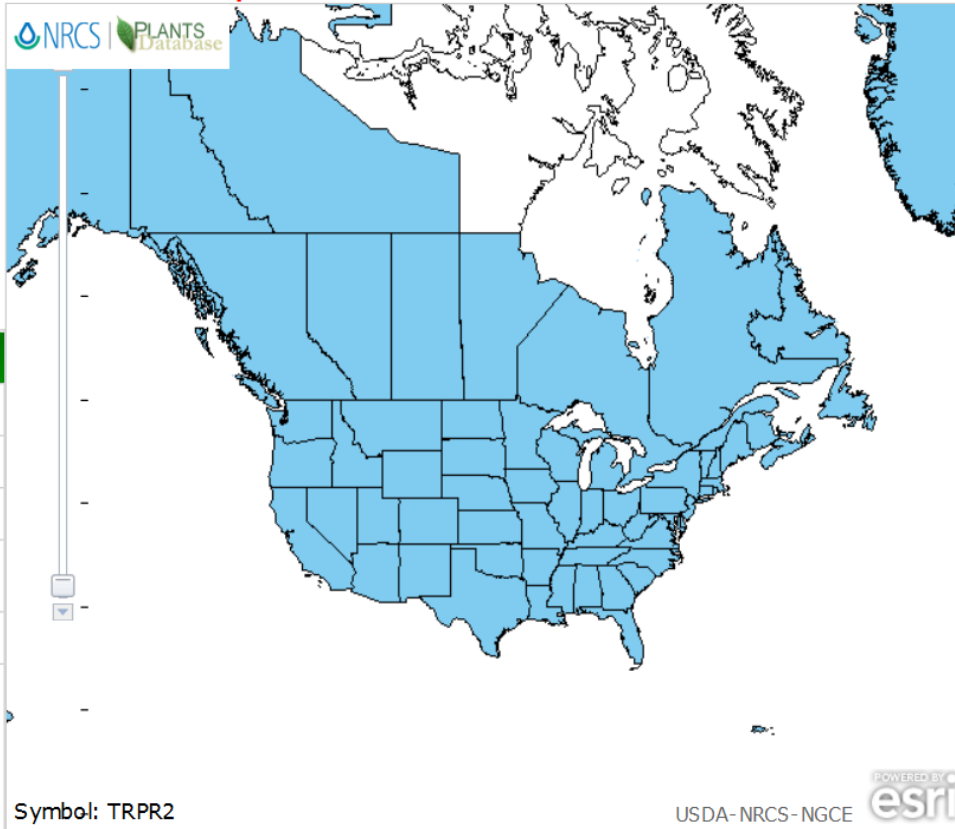 NRCS | PLANTS
Database
Symbol: TRPR2
USDA-NRCS-NGCE
POWERED BY
esri